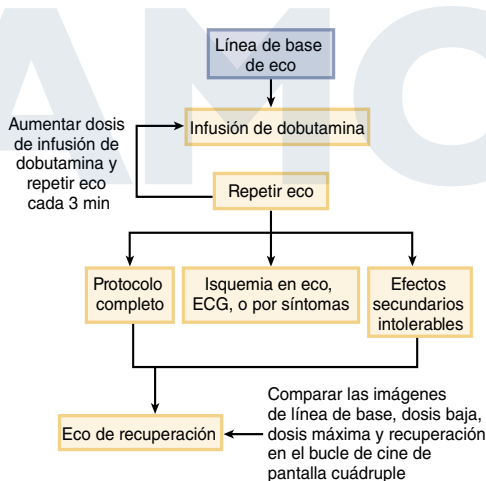 AMC
Línea de base
de eco
Infusión de dobutamina
Aumentar dosis
de infusión de
dobutamina y
repetir eco
cada 3 min
Repetir eco
Protocolo
completo
Isquemia en eco,
ECG, o por síntomas
Efectos
secundarios
intolerables
Eco de recuperación
Comparar las imágenes
de línea de base, dosis baja,
dosis máxima y recuperación
en el bucle de cine de
pantalla cuádruple